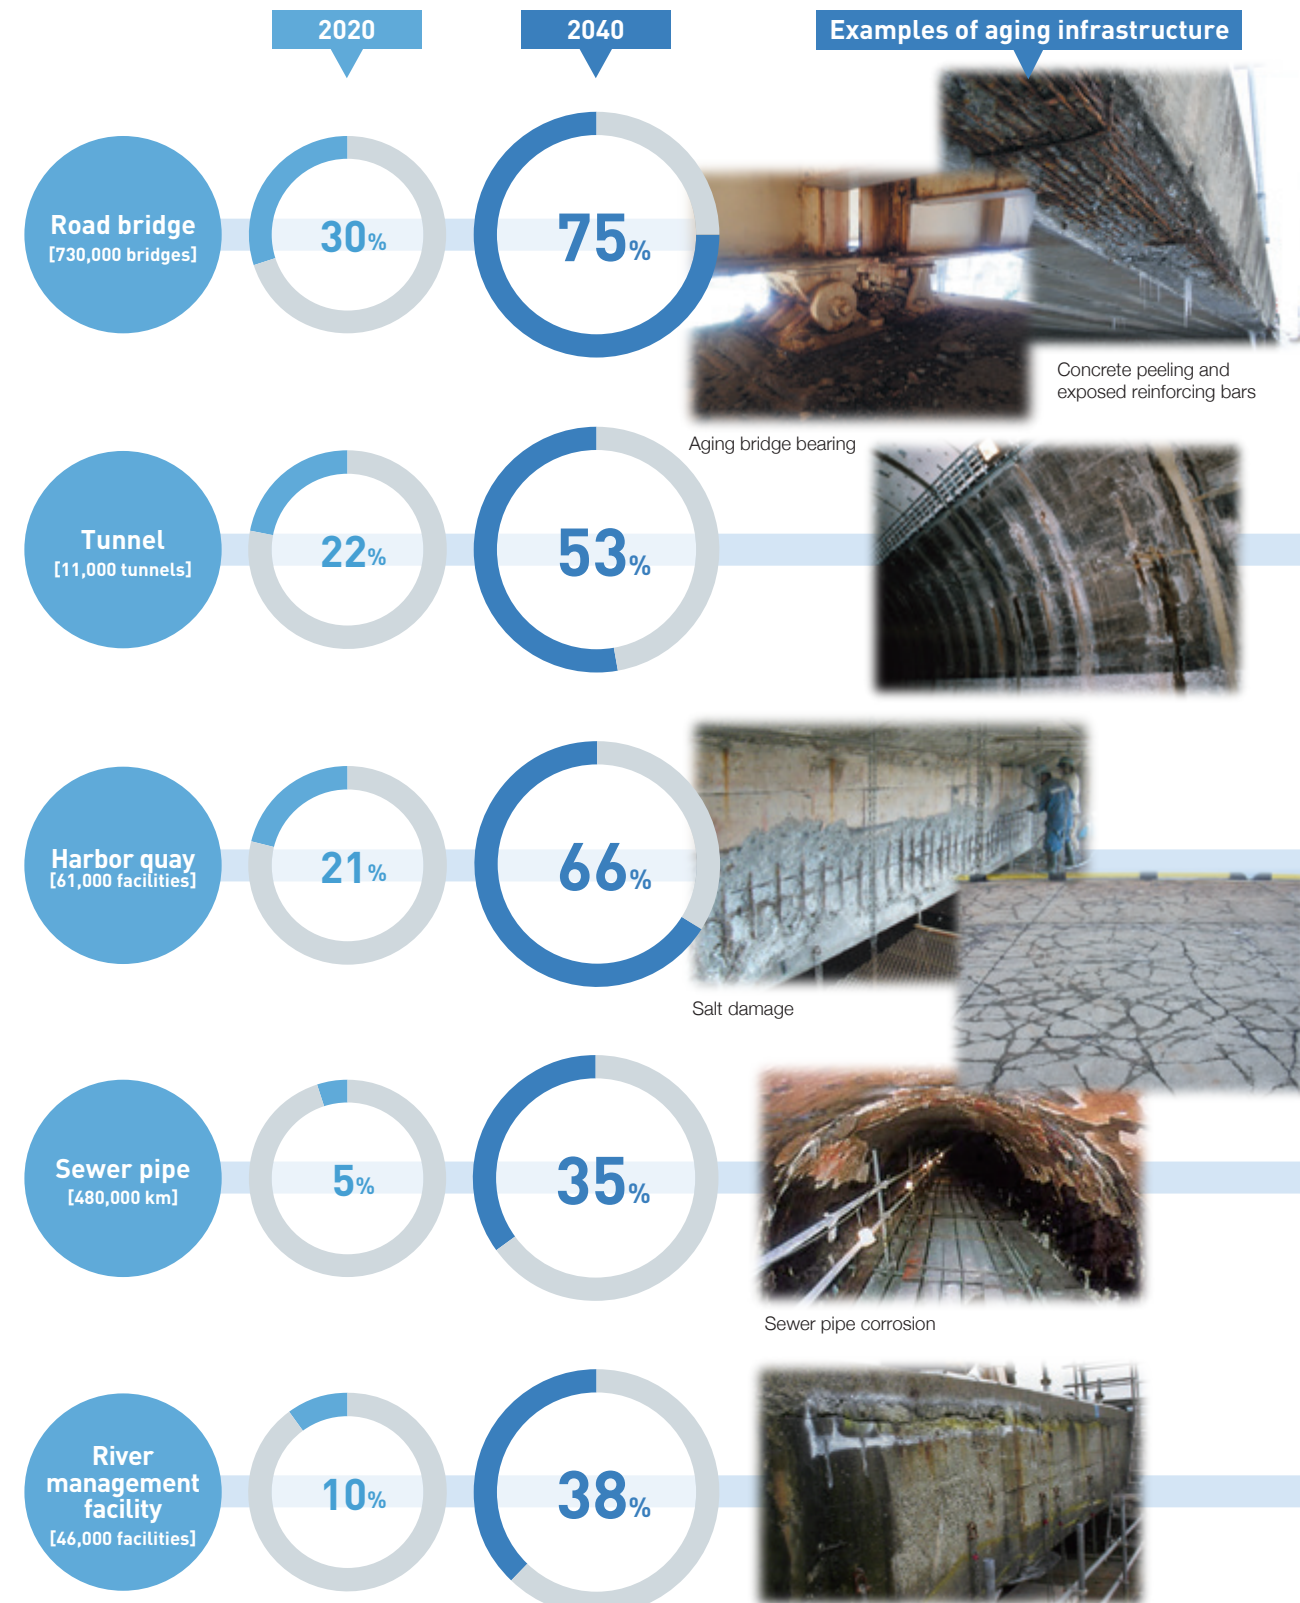 2020
2040
Examples of aging infrastructure
Road bridge
[730,000 bridges]
30%
75%
Concrete peeling and
exposed reinforcing bars
Aging bridge bearing
Tunnel
[11,000 tunnels]
22%
53%
Harbor quay
[61,000 facilities]
21%
66%
Salt damage
Sewer pipe
[480,000 km]
5%
35%
Sewer pipe corrosion
River
management
facility
[46,000 facilities]
10%
38%